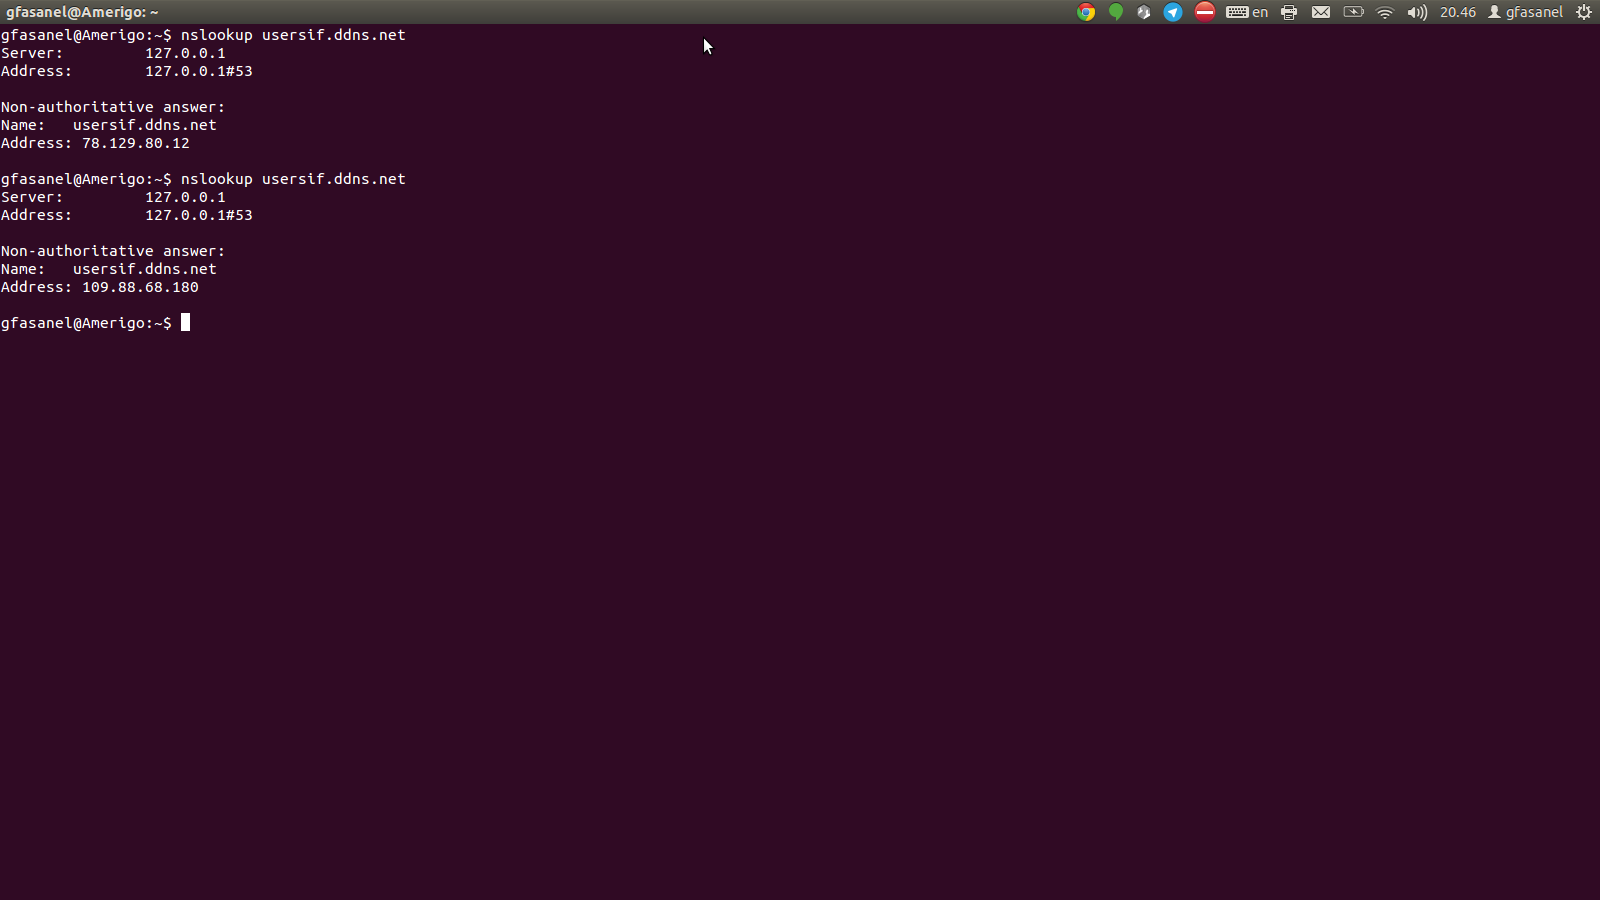 gfasanel@Amerigo: ~
en
20.46
gfasanel
gfasanel@Amerigo:~$ nslookup usersif.ddns.net
Server:         127.0.0.1
Address:        127.0.0.1#53
Non-authoritative answer:
Name:   usersif.ddns.net
Address: 78.129.80.12
gfasanel@Amerigo:~$ nslookup usersif.ddns.net
Server:         127.0.0.1
Address:        127.0.0.1#53
Non-authoritative answer:
Name:   usersif.ddns.net
Address: 109.88.68.180
gfasanel@Amerigo:~$